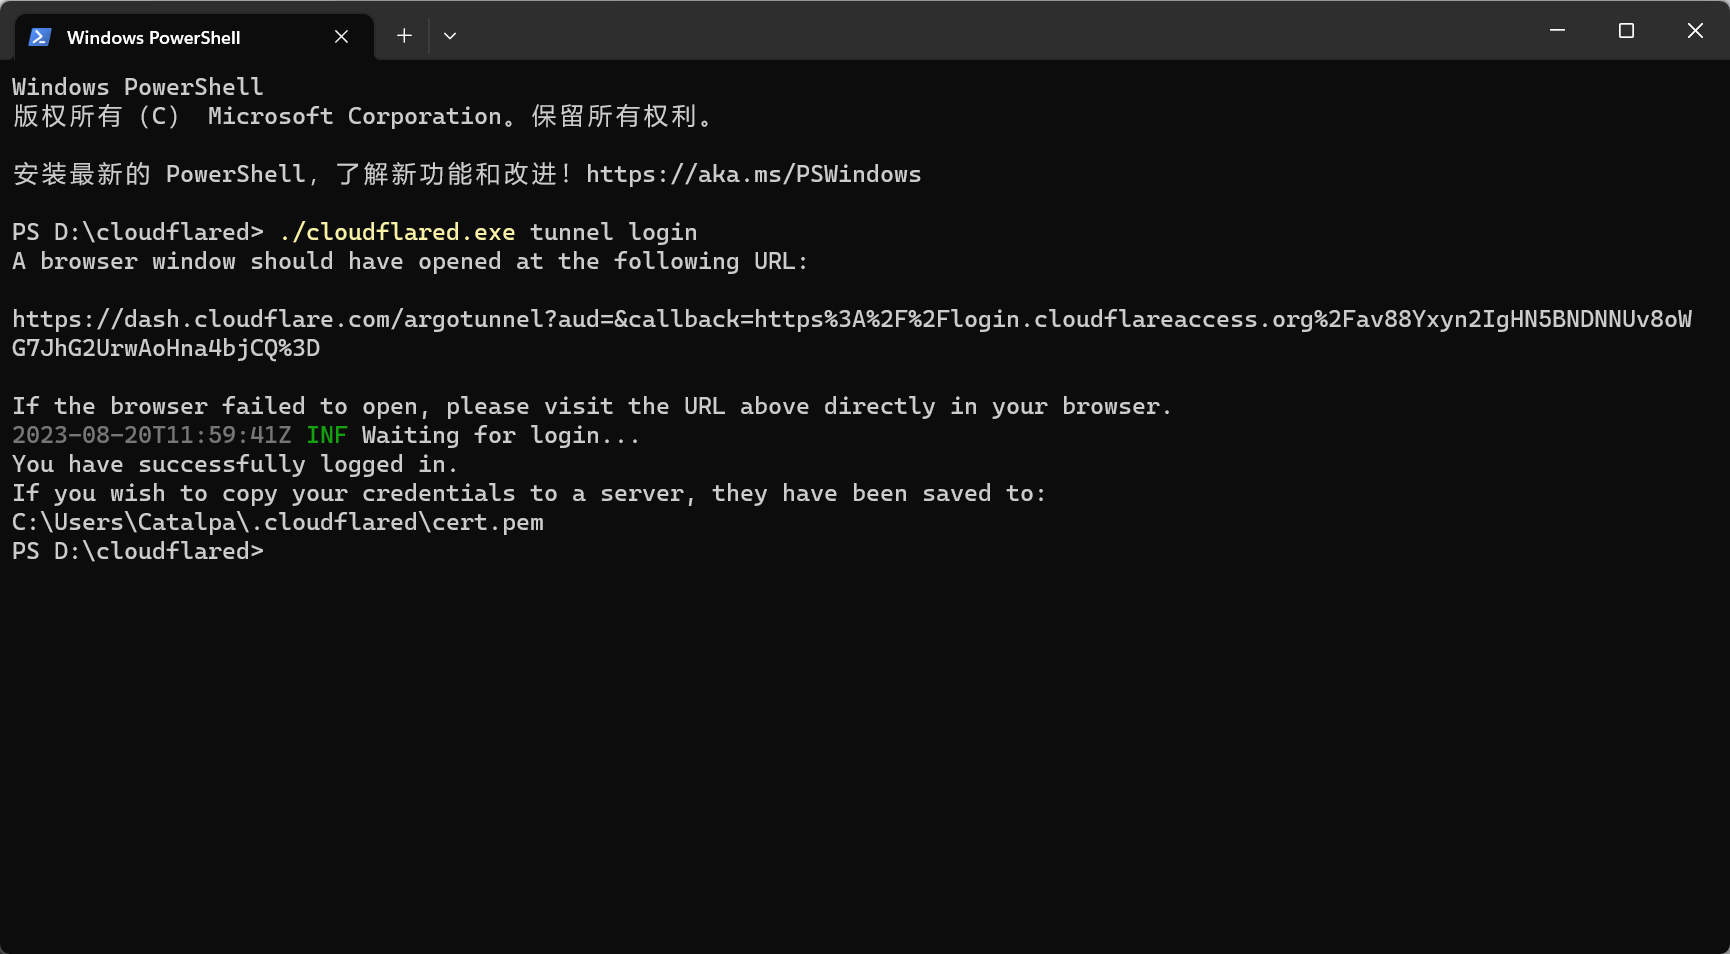 Windows PowerShell
Windows PowerShell
版权所有 (C) Microsoft Corporation。保留所有权利。
安装最新的 PowerShell，了解新功能和改进！https://aka.ms/PSWindows
PS D:\cloudflared> ./cloudflared.exe tunnel login
A browser window should have opened at the following URL:
https://dash.cloudflare.com/argotunnel?aud=&callback=https%3A%2F%2Flogin.cloudflareaccess.org%2Fav88Yxyn2IgHN5BNDNNUv8oW
G7JhG2UrwAoHna4bjCQ%3D
If the browser failed to open, please visit the URL above directly in your browser.
2023-08-20T11:59:41Z INF Waiting for login...
You have successfully logged in.
If you wish to copy your credentials to a server, they have been saved to:
C:\Users\Catalpa\.cloudflared\cert.pem
PS D:\cloudflared>